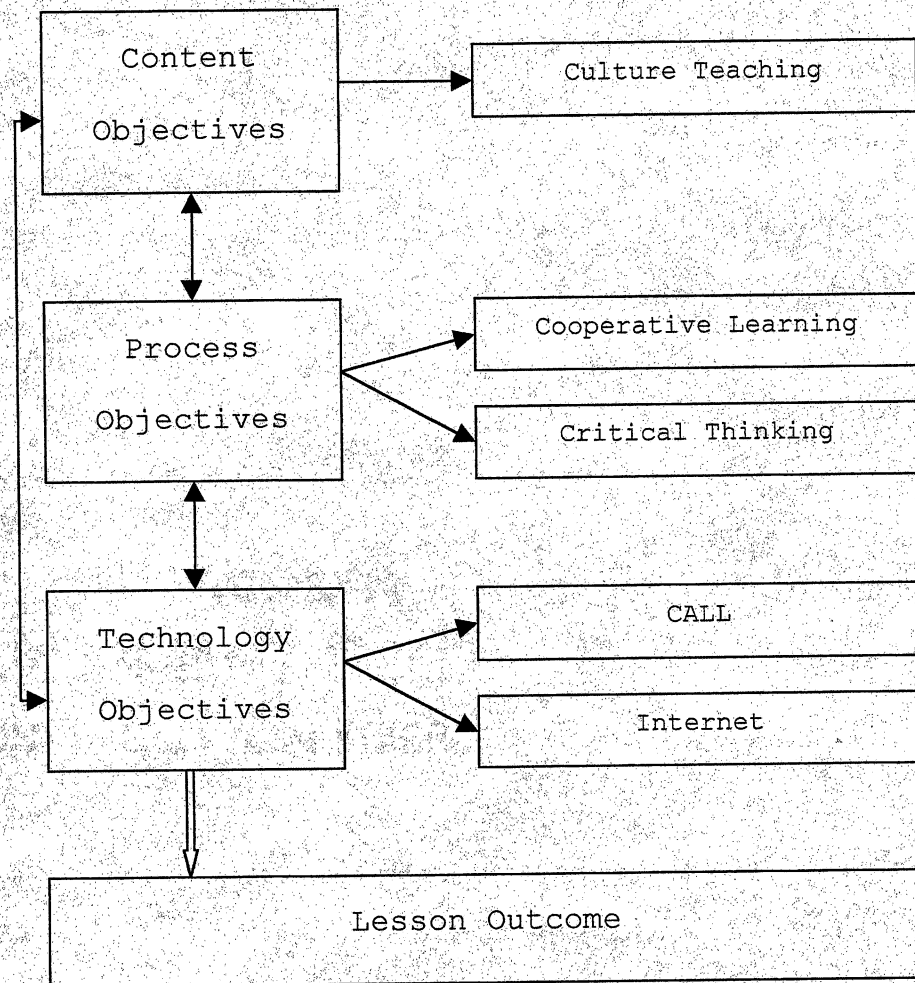 Content
Objectives
Culture Teaching
Process
Objectives
Cooperative Learning
Critical Thinking
Technology
Objectives
CALL
Internet
Lesson Outcome